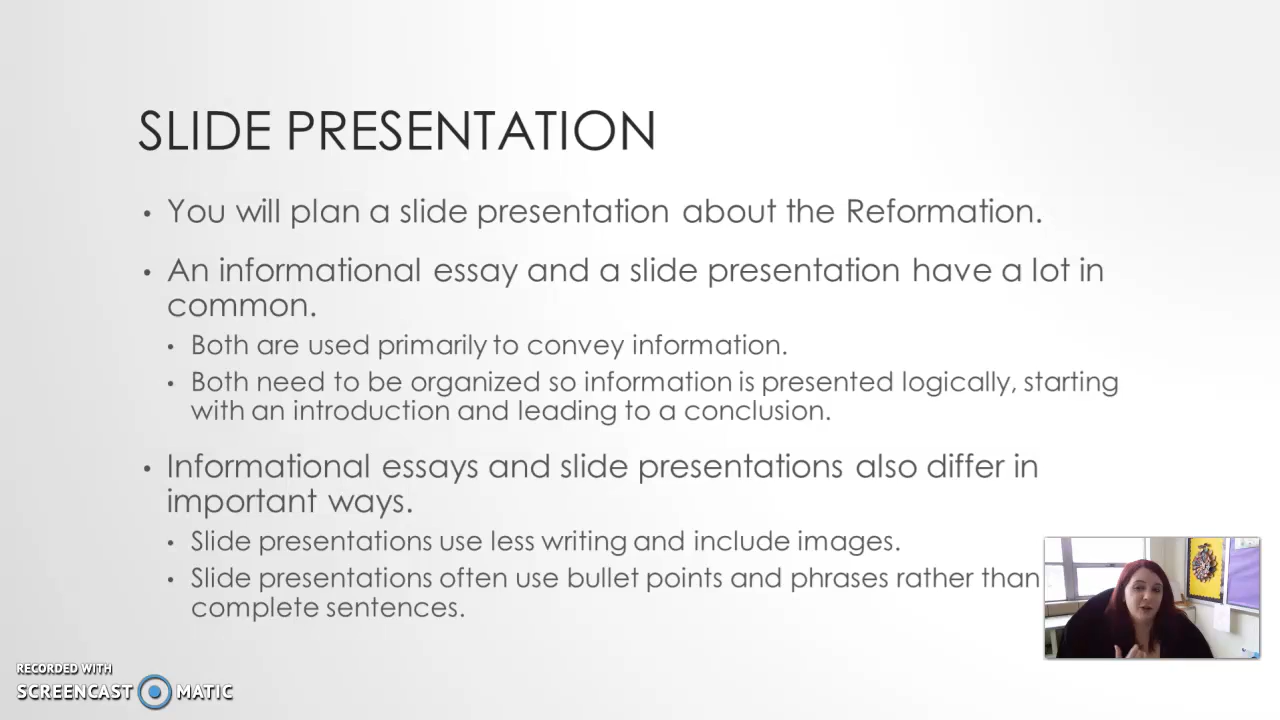 SLIDE PRESENTATION
• You will plan a slide presentation about the Reformation.
• An informational essay and a slide presentation have a lot in
common.
• Both are used primarily to convey information.
• Both need to be organized so information is presented logically, starting
with an introduction and leading to a conclusion.
• Informational essays and slide presentations also differ in
important ways.
• Slide presentations use less writing and include images.
• Slide presentations often use bullet points and phrases rather than
complete sentences.
RECORDED WITH
SCREENCAST MATIC